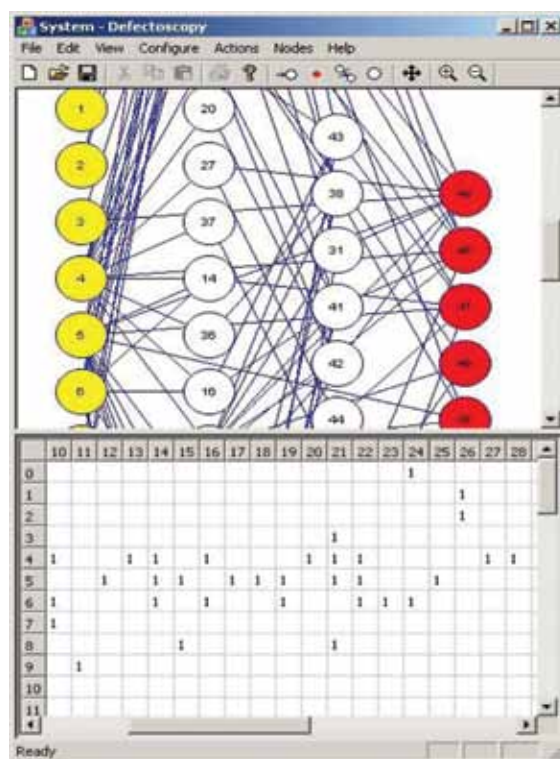 System - Defectoscopy
File Edit View Configure Actions Nodes Help
1 20
43
2 27
38
3 37
31
4 14
41
5 36
42
6 16
44
10 11 12 13 14 15 16 17 18 19 20 21 22 23 24 25 26 27 28
0 1
1 1
2 1
3 1
4 1 1 1 1 1 1 1 1 1
5 1 1 1 1 1 1 1 1 1
6 1 1 1 1 1 1 1
7 1
8 1 1
9 1
10
11
Ready